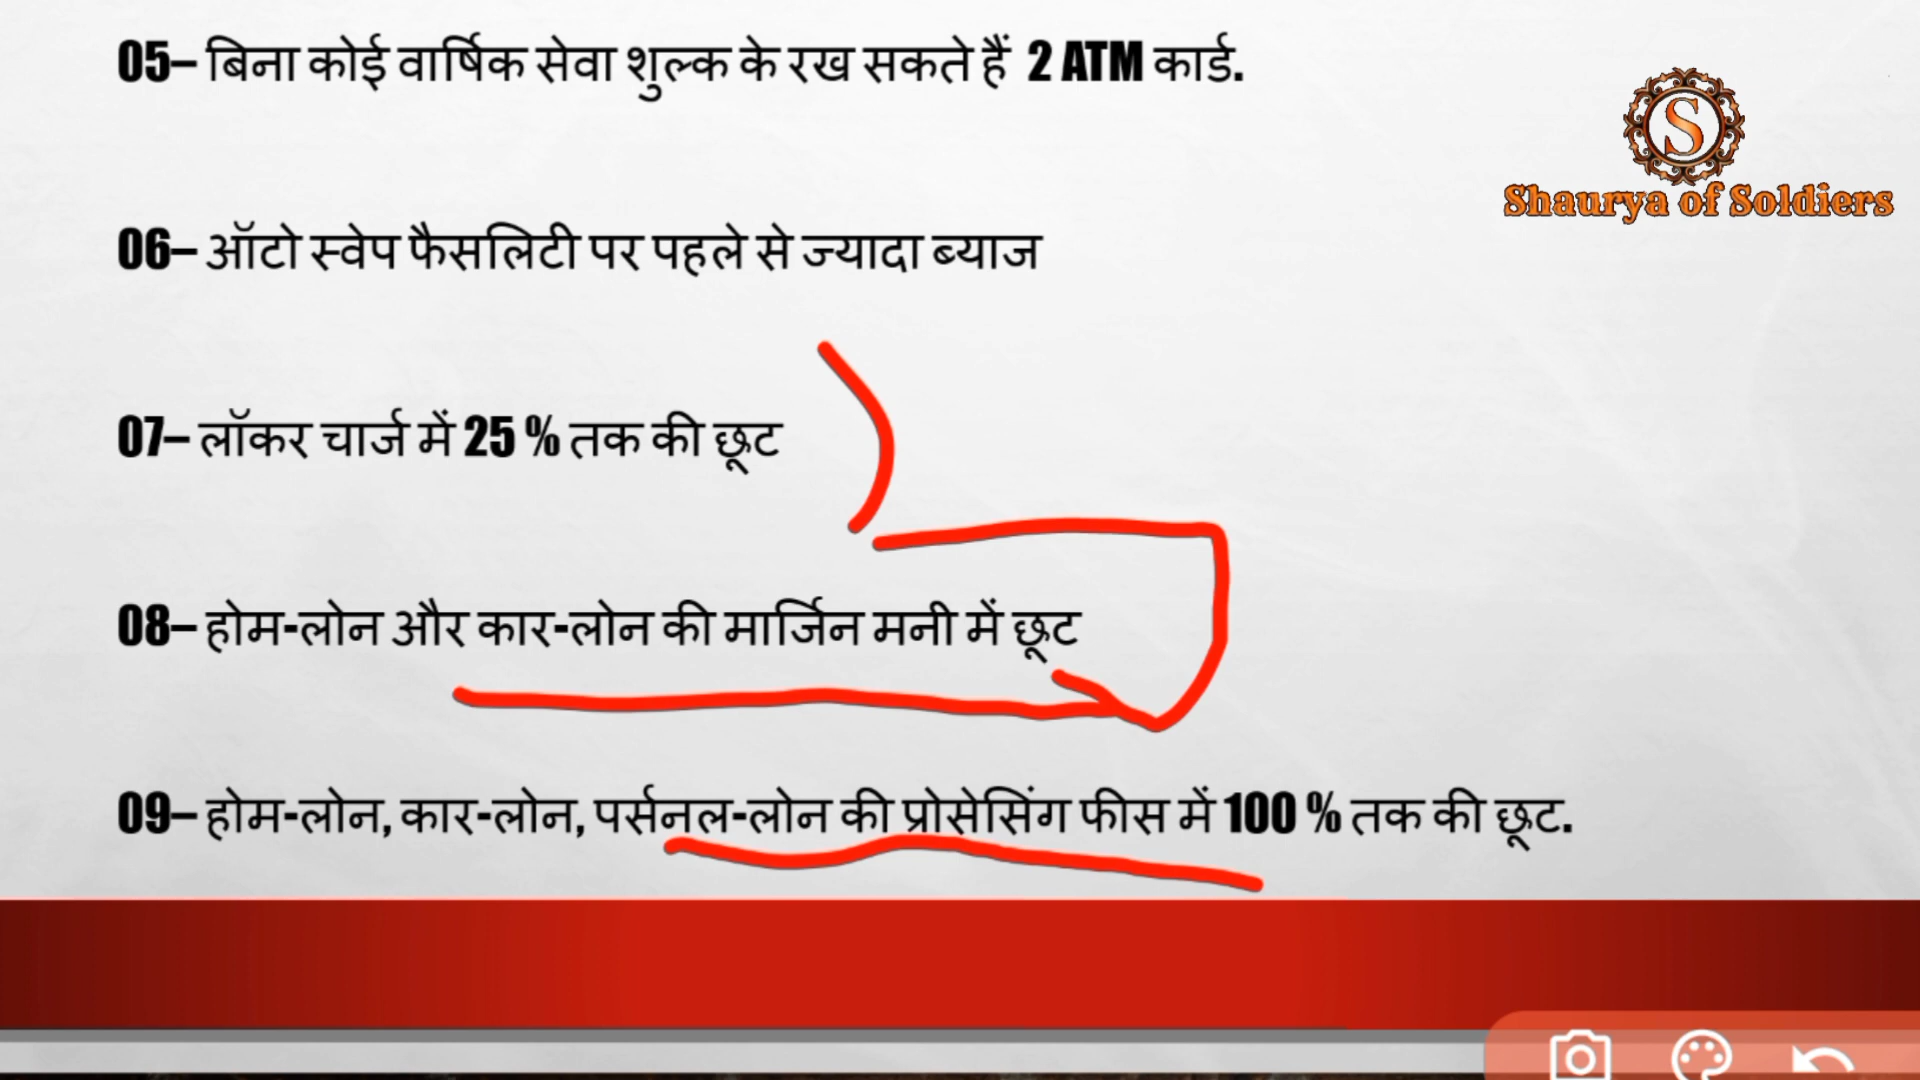 05– बिना कोई वार्षिक सेवा शुल्क के रख सकते हैं 2 ATM कार्ड.
S
Shaurya of Soldiers
06– ऑटो स्वेप फैसलिटी पर पहले से ज्यादा ब्याज
07– लॉकर चार्ज में 25 % तक की छूट
08– होम-लोन और कार-लोन की मार्जिन मनी में छूट
09– होम-लोन, कार-लोन, पर्सनल-लोन की प्रोसेसिंग फीस में 100 % तक की छूट.